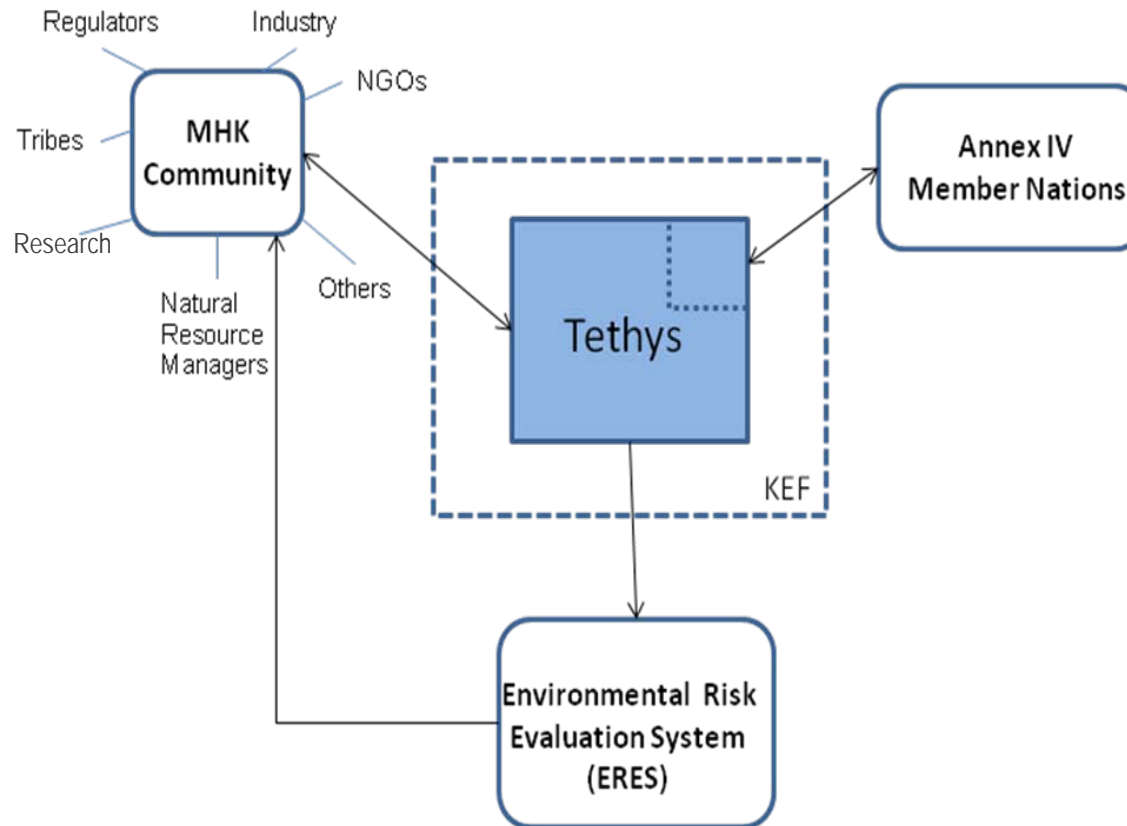 Regulators
Industry
NGOs
Tribes
MHK
Community
Research
Natural
Resource
Managers
Others
Annex IV
Member Nations
Tethys
KEF
Environmental Risk
Evaluation System
(ERES)